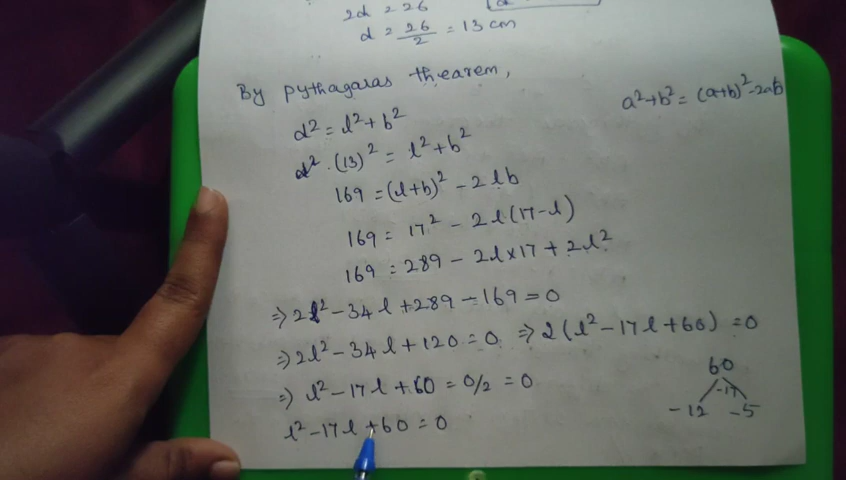 2d = 26
d = 26/2 = 13 cm
By pythagaras thearem,
a²+b² = (a+b)²-2ab
d² = l²+b²
d² · (13)² = l²+b²
169 = (l+b)² - 2lb
169 = 17² - 2l(17-l)
169 = 289 - 2l×17 + 2l²
⇒ 2l² - 34l + 289 - 169 = 0
⇒ 2l² - 34l + 120 = 0 ⇒ 2(l² - 17l + 60) = 0
⇒ l² - 17l + 60 = 0/2 = 0
60
-17
-12 -5
l² - 17l + 60 = 0